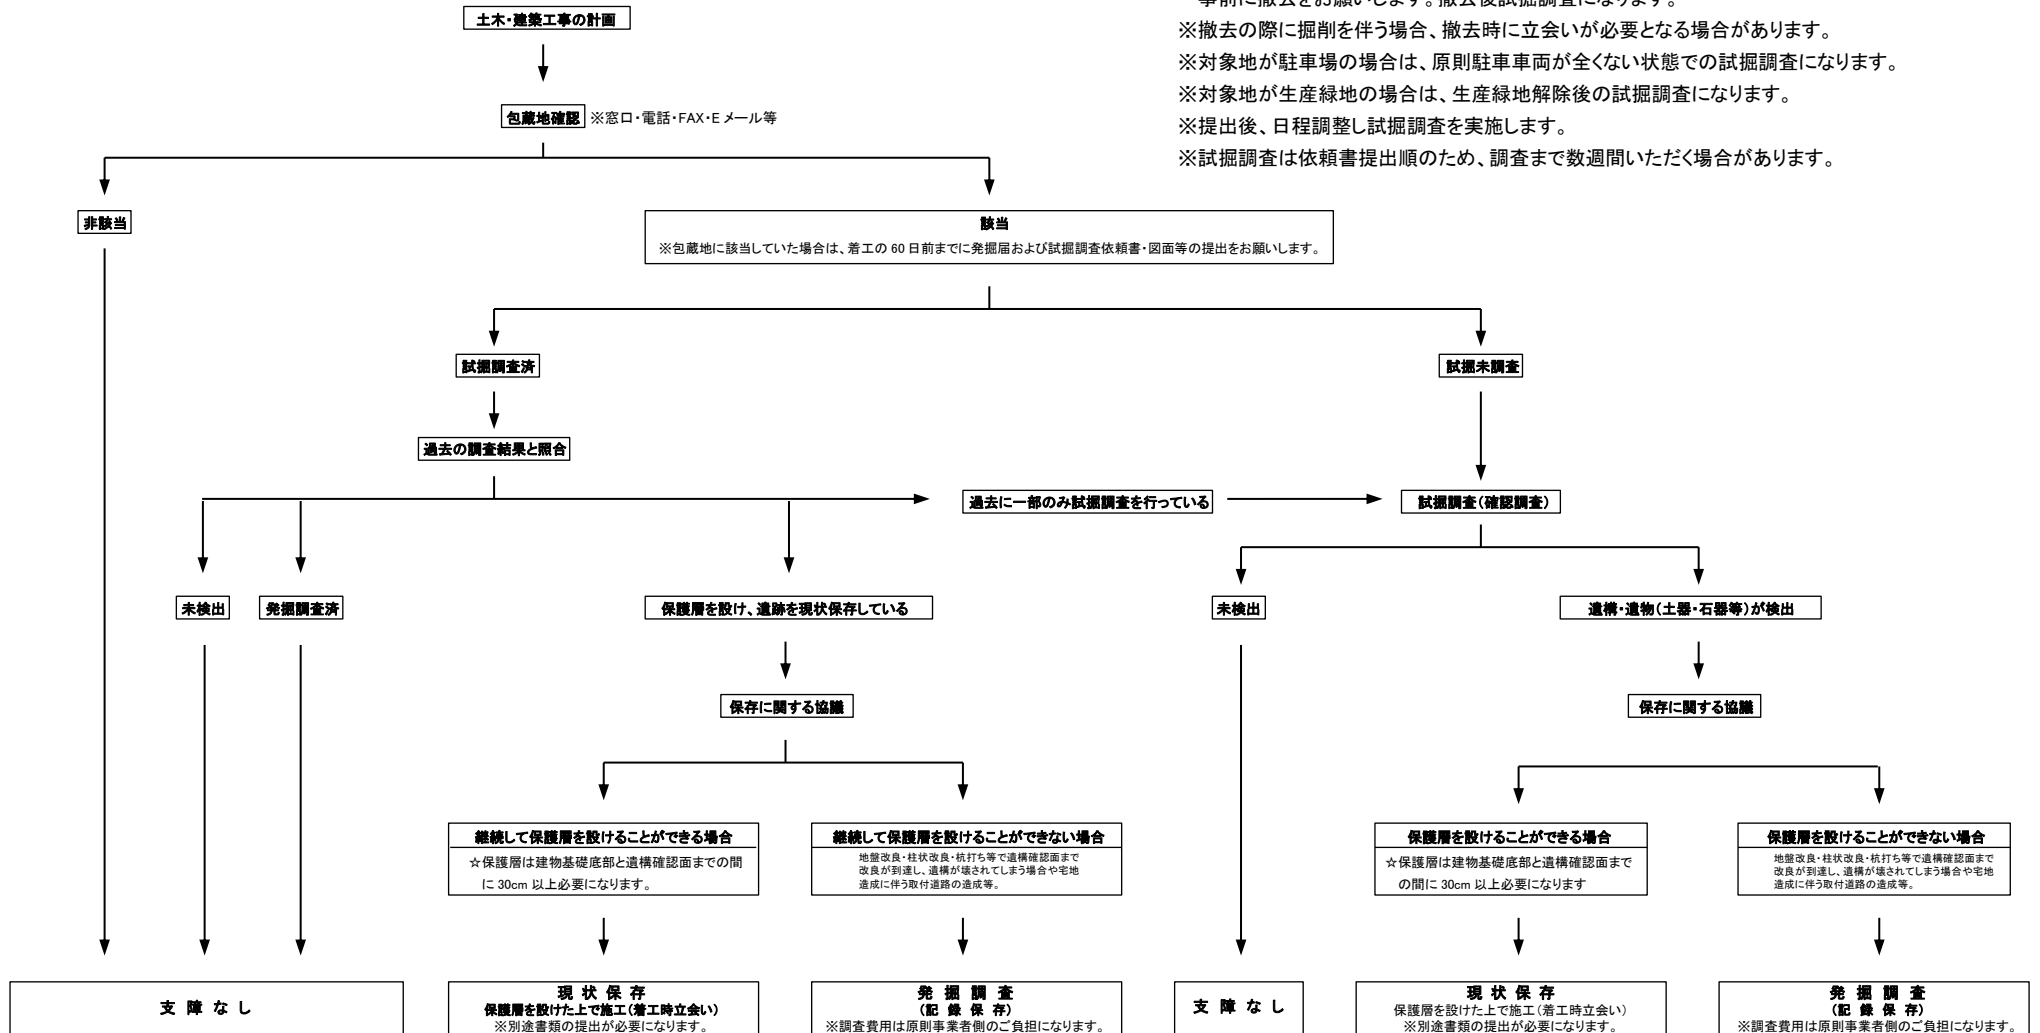 土木・建築工事の計画
事前に撤去をお願いします。撤去後試掘調査になります。
※撤去の際に掘削を伴う場合、撤去時に立会いが必要となる場合があります。
※対象地が駐車場の場合は、原則駐車車両が全くない状態での試掘調査になります。
※対象地が生産緑地の場合は、生産緑地解除後の試掘調査になります。
※提出後、日程調整し試掘調査を実施します。
※試掘調査は依頼書提出順のため、調査まで数週間いただく場合があります。
包蔵地確認 ※窓口・電話・FAX・Eメール等
非該当
該当
※包蔵地に該当していた場合は、着工の 60 日前までに発掘届および試掘調査依頼書・図面等の提出をお願いします。
試掘調査済
試掘未調査
過去の調査結果と照合
過去に一部のみ試掘調査を行っている
試掘調査(確認調査)
未検出
発掘調査済
保護層を設け、遺跡を現状保存している
未検出
遺構・遺物(土器・石器等)が検出
保存に関する協議
保存に関する協議
継続して保護層を設けることができる場合
☆保護層は建物基礎底部と遺構確認面までの間
に 30cm 以上必要になります。
継続して保護層を設けることができない場合
地盤改良・柱状改良・杭打ち等で遺構確認面まで
改良が到達し、遺構が壊されてしまう場合や宅地
造成に伴う取付道路の造成等。
保護層を設けることができる場合
☆保護層は建物基礎底部と遺構確認面まで
の間に 30cm 以上必要になります
保護層を設けることができない場合
地盤改良・柱状改良・杭打ち等で遺構確認面まで
改良が到達し、遺構が壊されてしまう場合や宅地
造成に伴う取付道路の造成等。
支 障 な し
現 状 保 存
保護層を設けた上で施工(着工時立会い)
※別途書類の提出が必要になります。
発 掘 調 査
(記 録 保 存)
※調査費用は原則事業者側のご負担になります。
支 障 な し
現 状 保 存
保護層を設けた上で施工(着工時立会い)
※別途書類の提出が必要になります。
発 掘 調 査
(記 録 保 存)
※調査費用は原則事業者側のご負担になります。